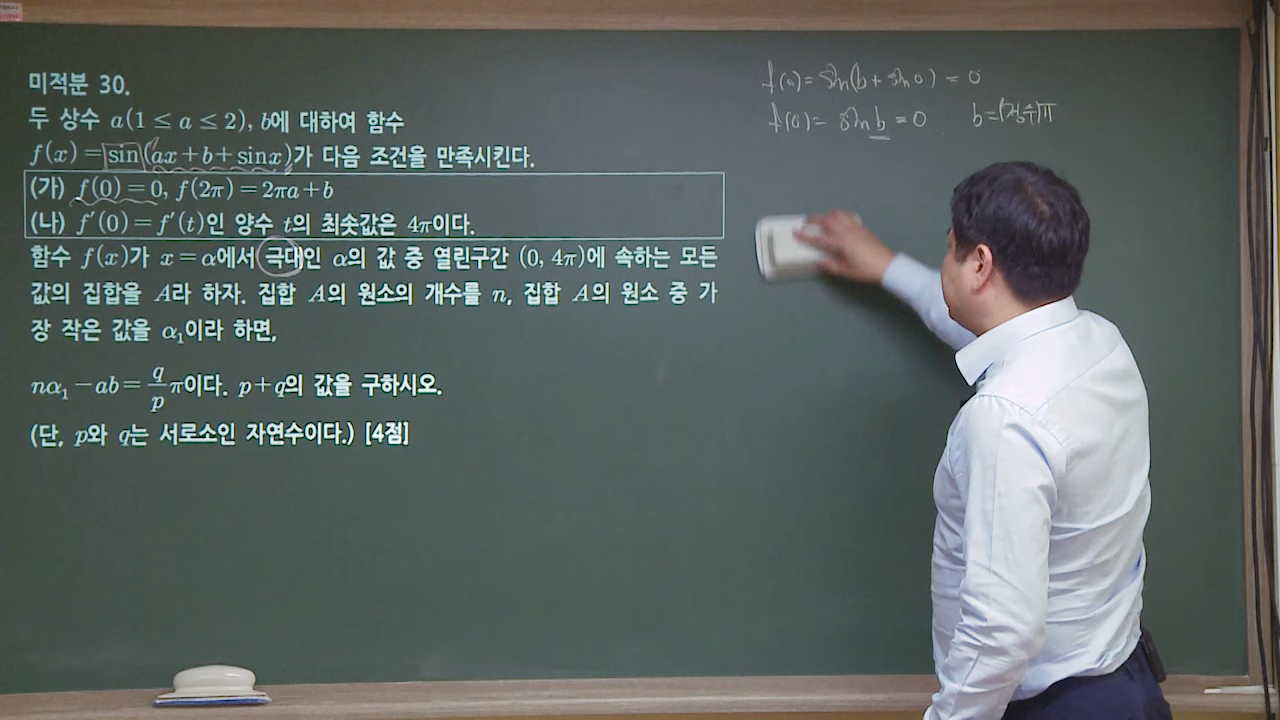 미적분 30.
두 상수 a(1 ≤ a ≤ 2), b에 대하여 함수
f(x) = sin(ax+b+sinx)가 다음 조건을 만족시킨다.
(가) f(0) = 0, f(2π) = 2πa+b
(나) f′(0) = f′(t)인 양수 t의 최솟값은 4π이다.
함수 f(x)가 x = α에서 극대인 α의 값 중 열린구간 (0, 4π)에 속하는 모든
값의 집합을 A라 하자. 집합 A의 원소의 개수를 n, 집합 A의 원소 중 가
장 작은 값을 α₁이라 하면,
nα₁ − ab = q/p π이다. p+q의 값을 구하시오.
(단, p와 q는 서로소인 자연수이다.) [4점]
f(0) = sin(b + sin0) = 0
f(0) = sin b = 0 b = (정수)π